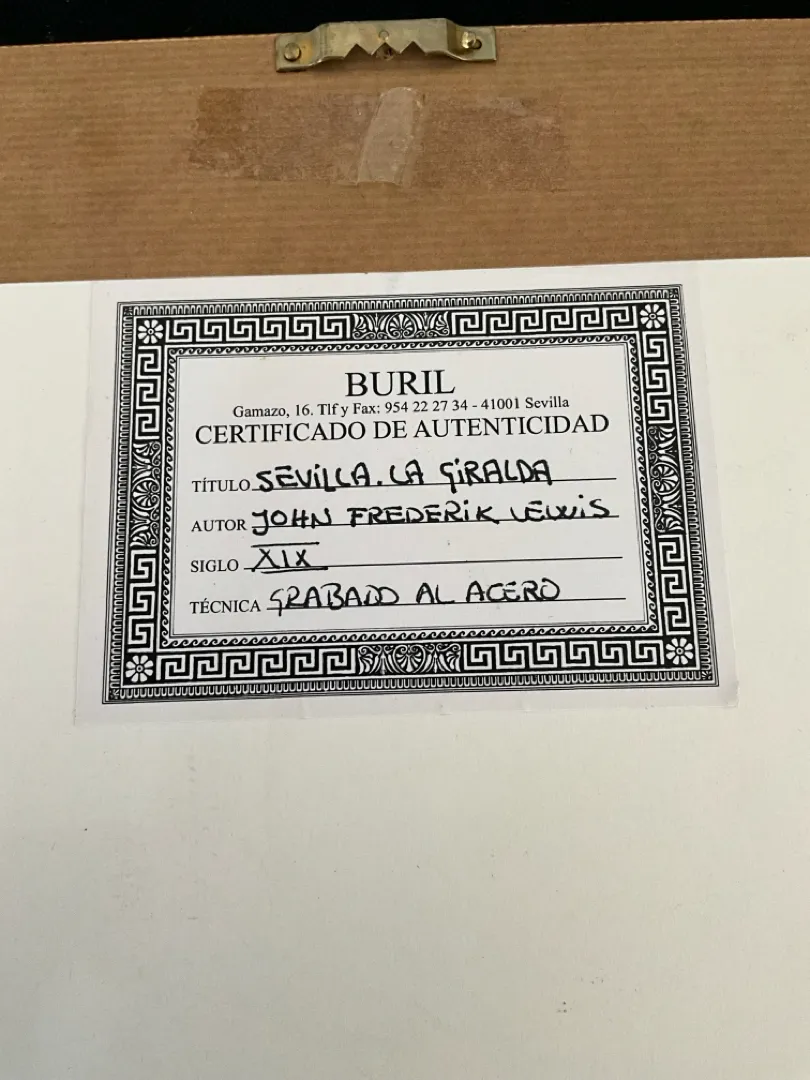 BURIL
Gamazo, 16. Tlf y Fax: 954 22 27 34 - 41001 Sevilla
CERTIFICADO DE AUTENTICIDAD
TÍTULO SEVILLA. LA GIRALDA
AUTOR JOHN FREDERIK LEWIS
SIGLO XIX
TÉCNICA GRABADO AL ACERO